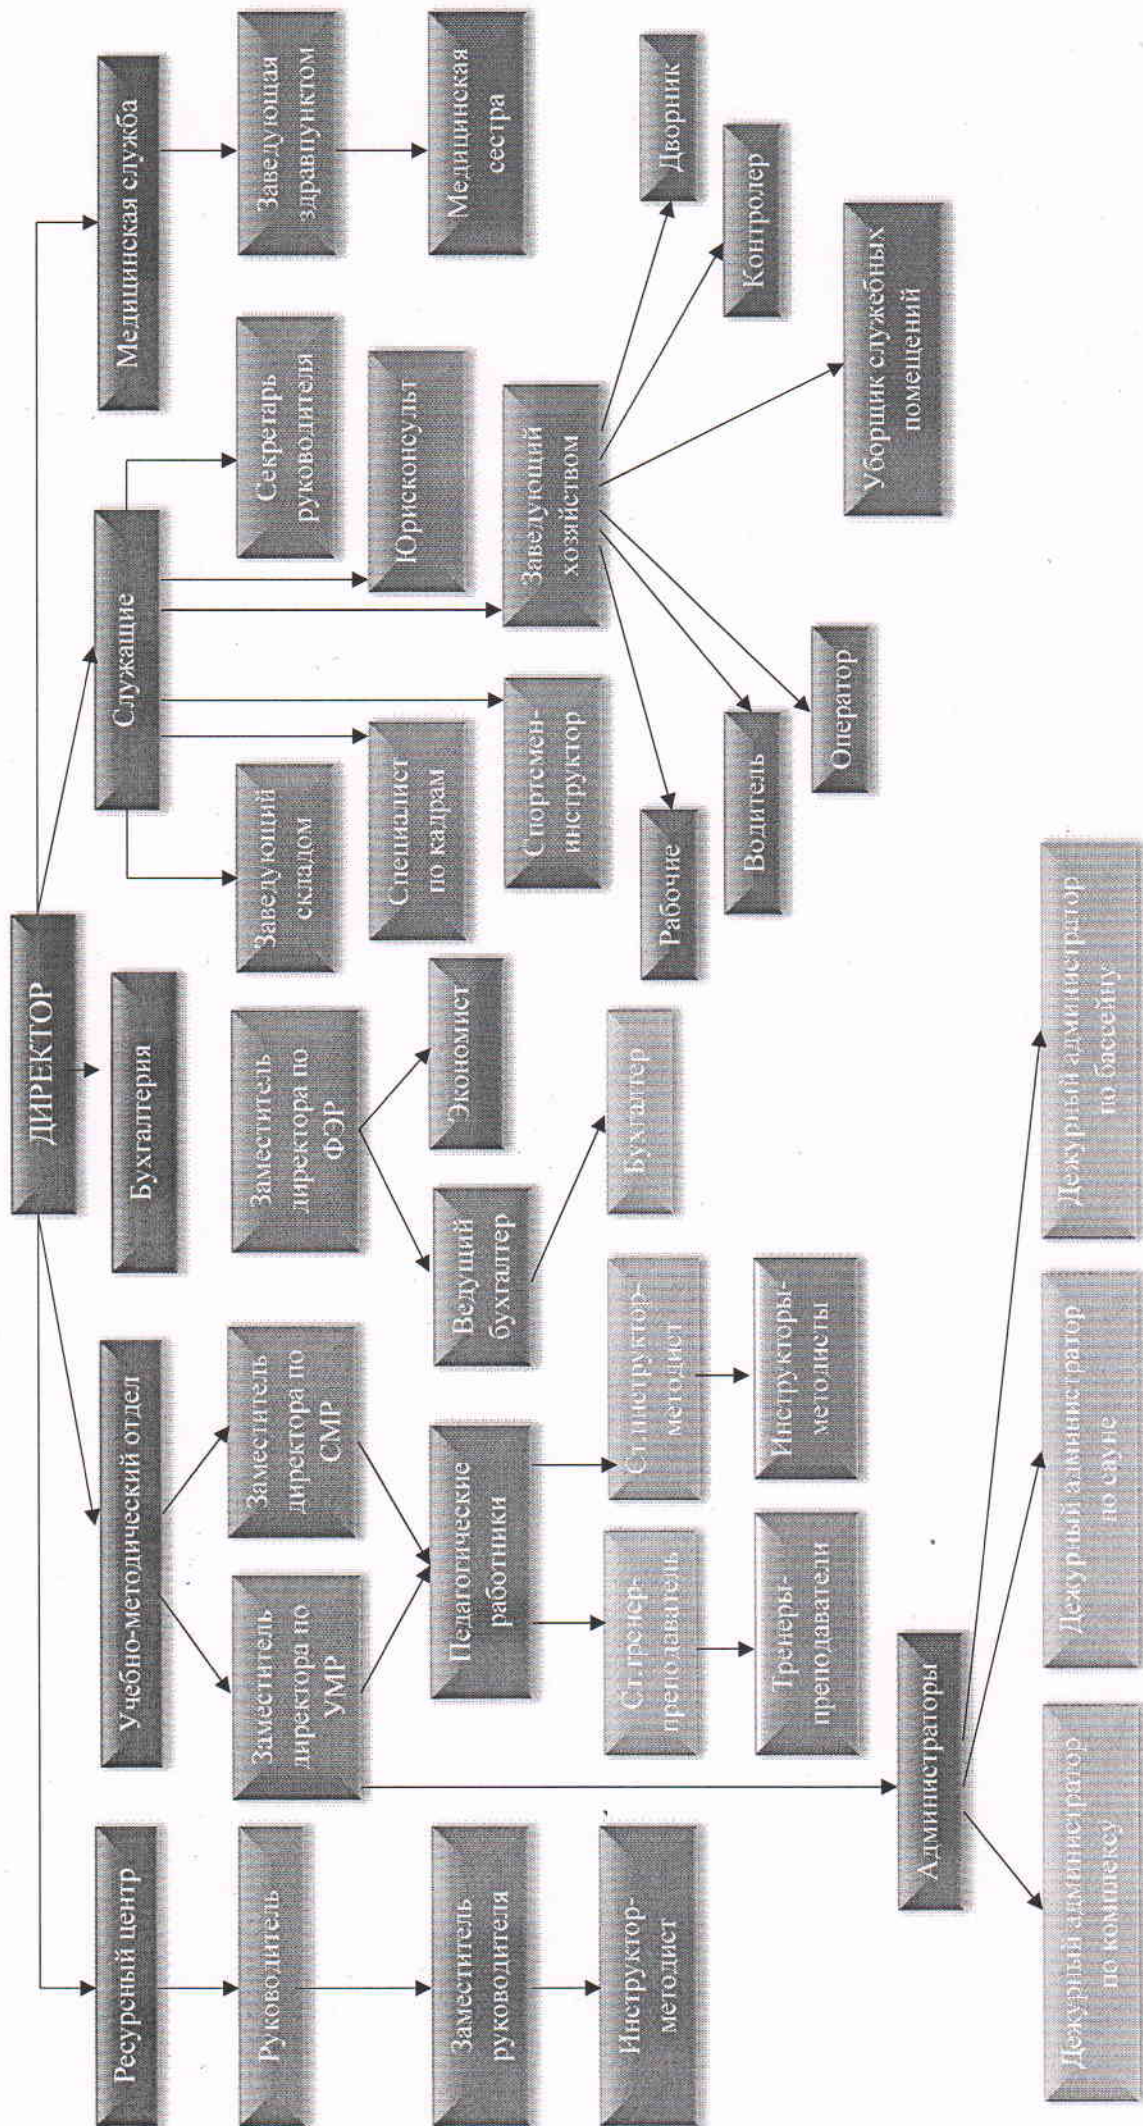 ДИРЕКТОР
Ресурсный центр
Учебно-методический отдел
Бухгалтерия
Служащие
Медицинская служба
Руководитель
Заместитель
директора по
УМР
Заместитель
директора по
СМР
Заместитель
директора по
ФЭР
Заведующий
складом
Секретарь
руководителя
Заведующая
здравпунктом
Специалист
по кадрам
Юрисконсульт
Заместитель
руководителя
Педагогические
работники
Ведущий
бухгалтер
Экономист
Спортсмен-
инструктор
Заведующий
хозяйством
Медицинская
сестра
Инструктор-
методист
Ст.тренер-
преподаватель
Ст.инструктор-
методист
Бухгалтер
Рабочие
Дворник
Тренеры-
преподаватели
Инструкторы-
методисты
Водитель
Контролер
Оператор
Уборщик служебных
помещений
Администраторы
Дежурный администратор
по комплексу
Дежурный администратор
по сауне
Дежурный администратор
по бассейну